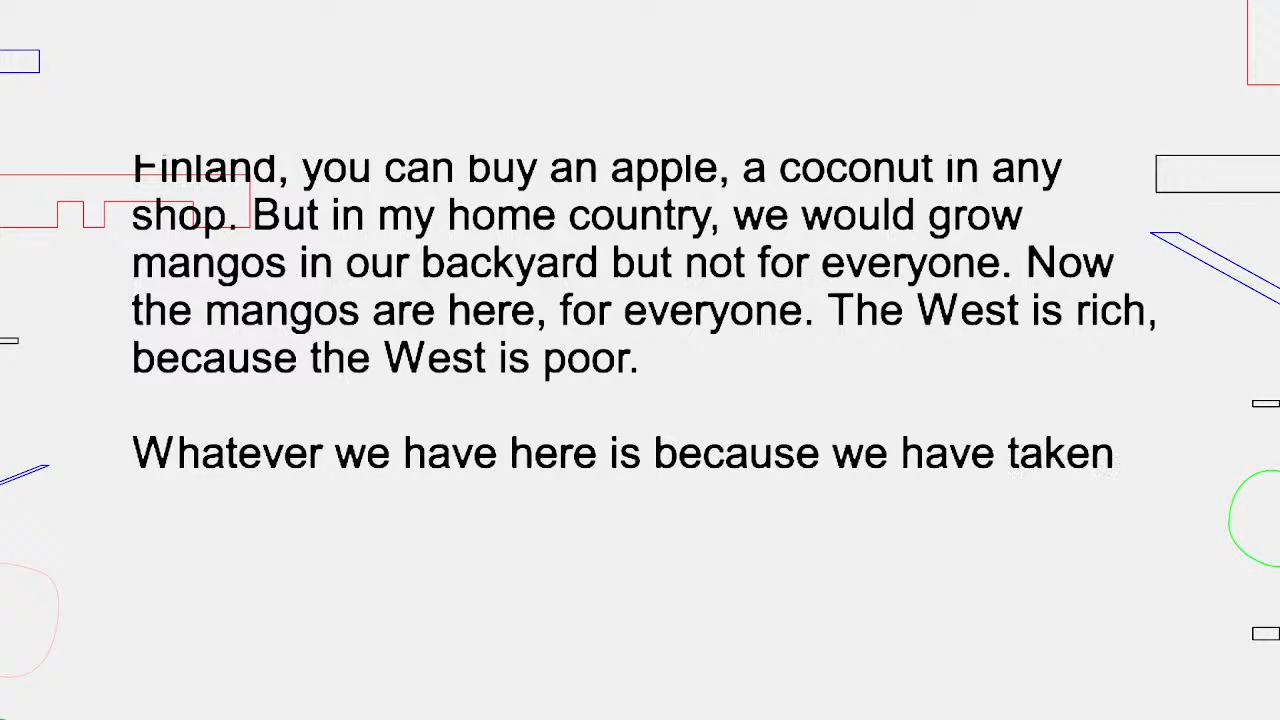 Finland, you can buy an apple, a coconut in any
shop. But in my home country, we would grow
mangos in our backyard but not for everyone. Now
the mangos are here, for everyone. The West is rich,
because the West is poor.
Whatever we have here is because we have taken